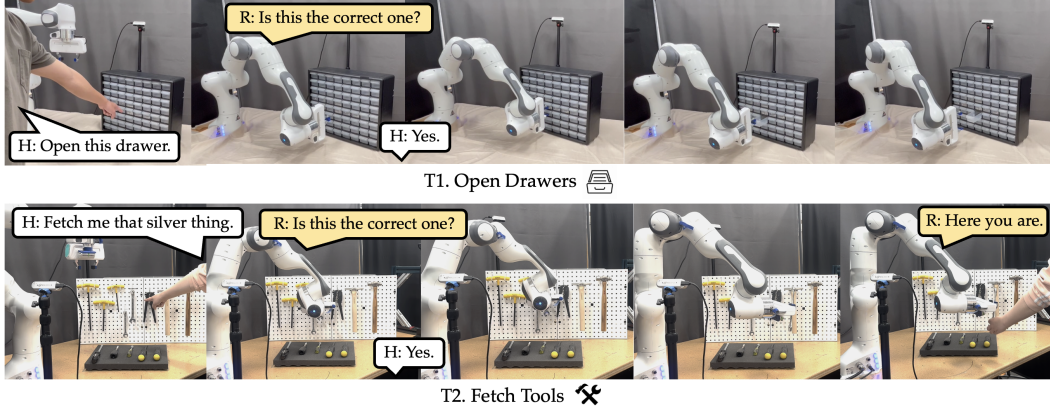 R: Is this the correct one?
H: Open this drawer.
H: Yes.
T1. Open Drawers
H: Fetch me that silver thing.
R: Is this the correct one?
R: Here you are.
H: Yes.
T2. Fetch Tools